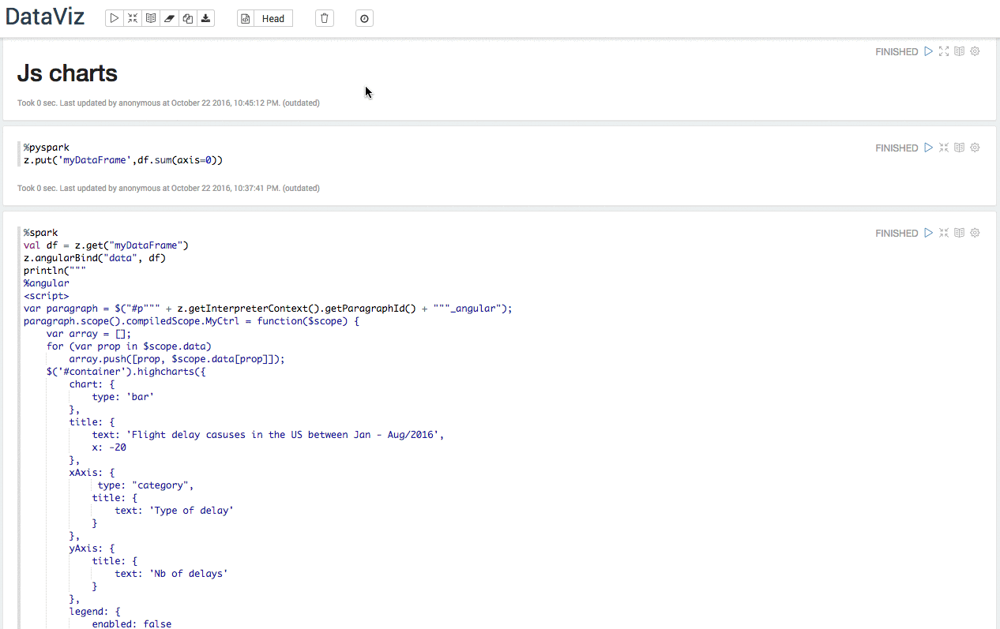 DataViz
Head
FINISHED
Js charts
Took 0 sec. Last updated by anonymous at October 22 2016, 10:45:12 PM. (outdated)
%pyspark
FINISHED
z.put('myDataFrame',df.sum(axis=0))
Took 0 sec. Last updated by anonymous at October 22 2016, 10:37:41 PM. (outdated)
%spark
FINISHED
val df = z.get("myDataFrame")
z.angularBind("data", df)
println("""
%angular
<script>
var paragraph = $("#p""" + z.getInterpreterContext().getParagraphId() + """_angular");
paragraph.scope().compiledScope.MyCtrl = function($scope) {
    var array = [];
    for (var prop in $scope.data)
        array.push([prop, $scope.data[prop]]);
    $('#container').highcharts({
        chart: {
            type: 'bar'
        },
        title: {
            text: 'Flight delay casuses in the US between Jan - Aug/2016',
            x: -20
        },
        xAxis: {
             type: "category",
            title: {
                text: 'Type of delay'
            }
        },
        yAxis: {
            title: {
                text: 'Nb of delays'
            }
        },
        legend: {
            enabled: false